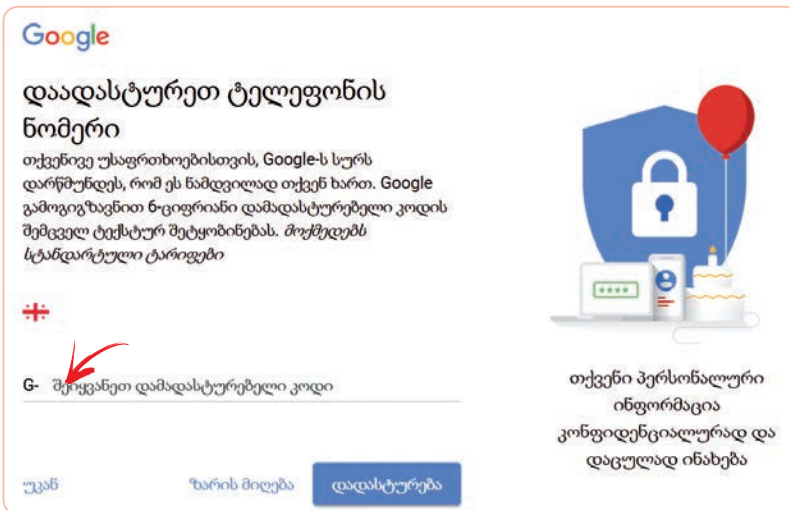 Google
დაადასტურეთ ტელეფონის
ნომერი
თქვენივე უსაფრთხოებისთვის, Google-ს სურს
დარწმუნდეს, რომ ეს ნამდვილად თქვენ ხართ. Google
გამოგიგზავნით 6-ციფრიანი დამადასტურებელი კოდის
შემცველ ტექსტურ შეტყობინებას. მოქმედებს
სტანდარტული ტარიფები
G- შეიყვანეთ დამადასტურებელი კოდი
უკან ზარის მიღება დადასტურება
****
თქვენი პერსონალური
ინფორმაცია
კონფიდენციალურად და
დაცულად ინახება